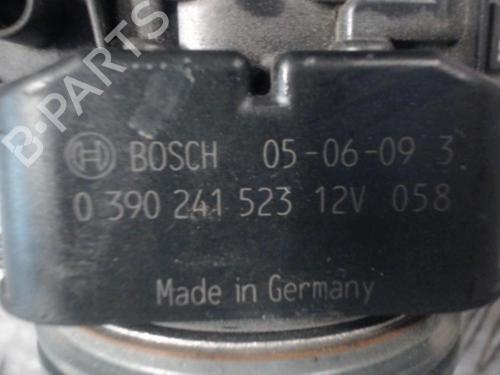 B-PARTS
BOSCH 05-06-09 3
0 390 241 523 12V 058
Made in Germany